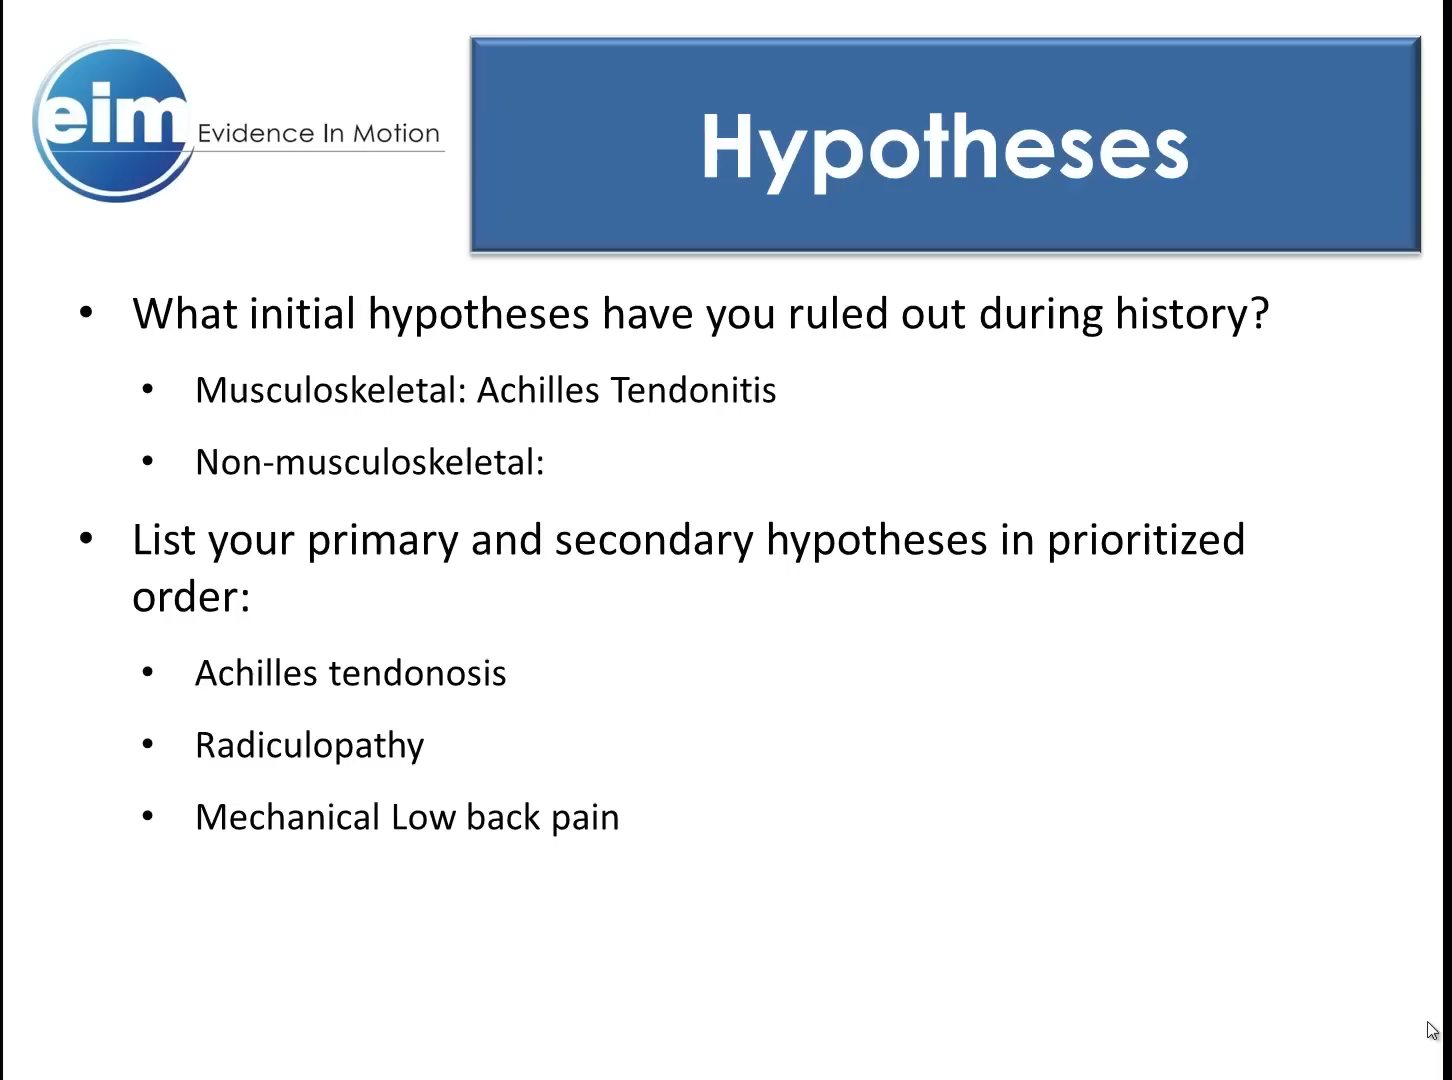 eim
Evidence In Motion
Hypotheses
• What initial hypotheses have you ruled out during history?
• Musculoskeletal: Achilles Tendonitis
• Non-musculoskeletal:
• List your primary and secondary hypotheses in prioritized
order:
• Achilles tendonosis
• Radiculopathy
• Mechanical Low back pain